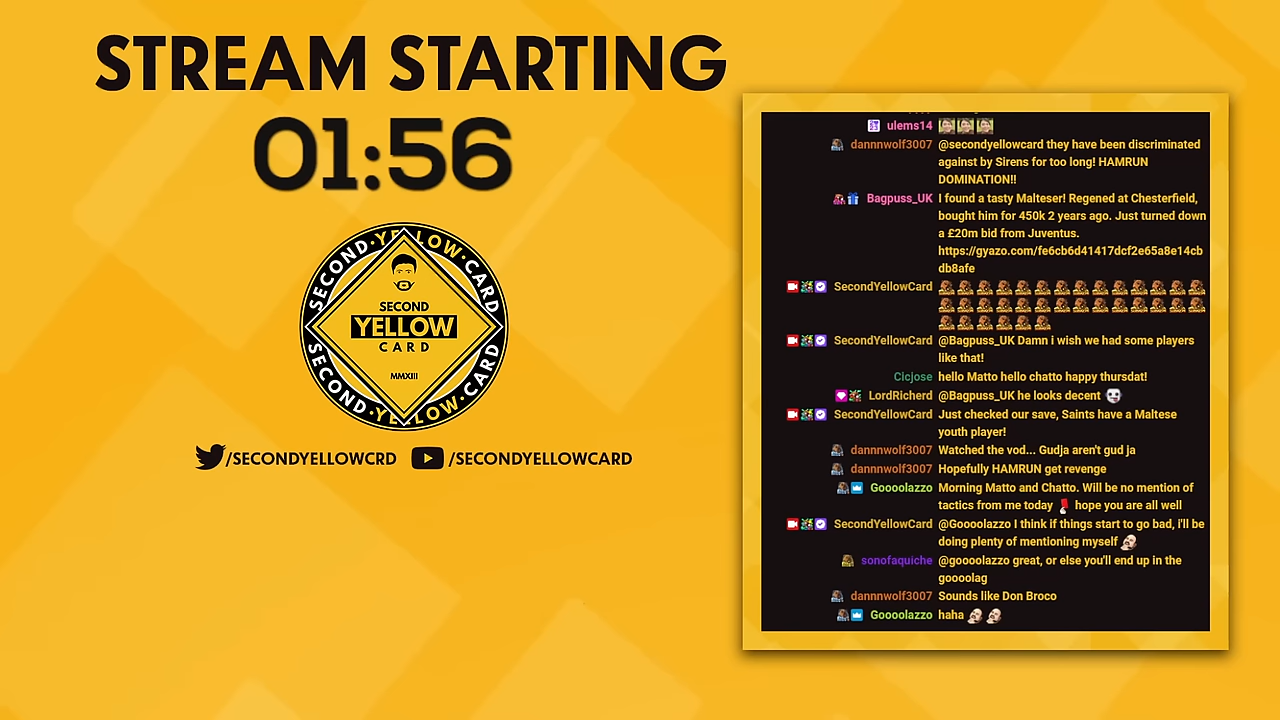 STREAM STARTING
01:56
SECOND·YELLOW·CARD
SECOND
YELLOW
CARD
MMXIII
SECOND·YELLOW·CARD
/SECONDYELLOWCRD /SECONDYELLOWCARD
ulems14
dannnwolf3007 @secondyellowcard they have been discriminated
against by Sirens for too long! HAMRUN
DOMINATION!!
Bagpuss_UK I found a tasty Malteser! Regened at Chesterfield,
bought him for 450k 2 years ago. Just turned down
a £20m bid from Juventus.
https://gyazo.com/fe6cb6d41417dcf2e65a8e14cb
db8afe
SecondYellowCard
SecondYellowCard @Bagpuss_UK Damn i wish we had some players
like that!
Cicjose hello Matto hello chatto happy thursdat!
LordRicherd @Bagpuss_UK he looks decent
SecondYellowCard Just checked our save, Saints have a Maltese
youth player!
dannnwolf3007 Watched the vod... Gudja aren't gud ja
dannnwolf3007 Hopefully HAMRUN get revenge
Goooolazzo Morning Matto and Chatto. Will be no mention of
tactics from me today hope you are all well
SecondYellowCard @Goooolazzo I think if things start to go bad, i'll be
doing plenty of mentioning myself
sonofaquiche @goooolazzo great, or else you'll end up in the
goooolag
dannnwolf3007 Sounds like Don Broco
Goooolazzo haha